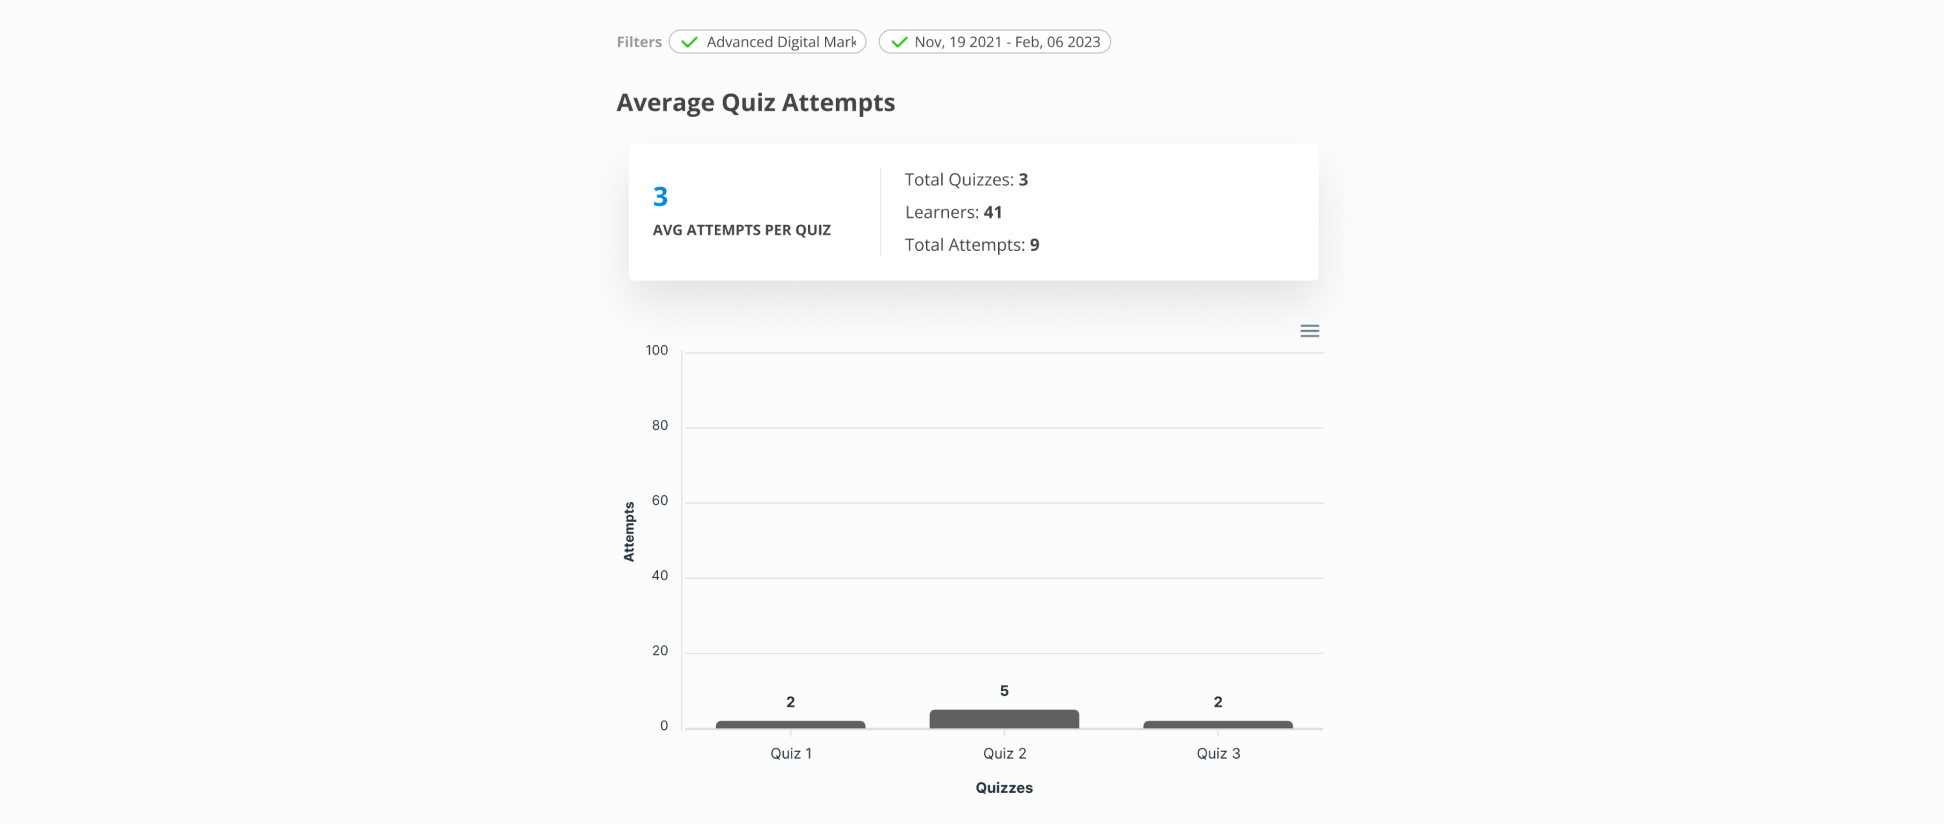 Filters Advanced Digital Mark Nov, 19 2021 - Feb, 06 2023
Average Quiz Attempts
3
AVG ATTEMPTS PER QUIZ
Total Quizzes: 3
Learners: 41
Total Attempts: 9
100
80
60
40
20
0
Attempts
2
5
2
Quiz 1
Quiz 2
Quiz 3
Quizzes